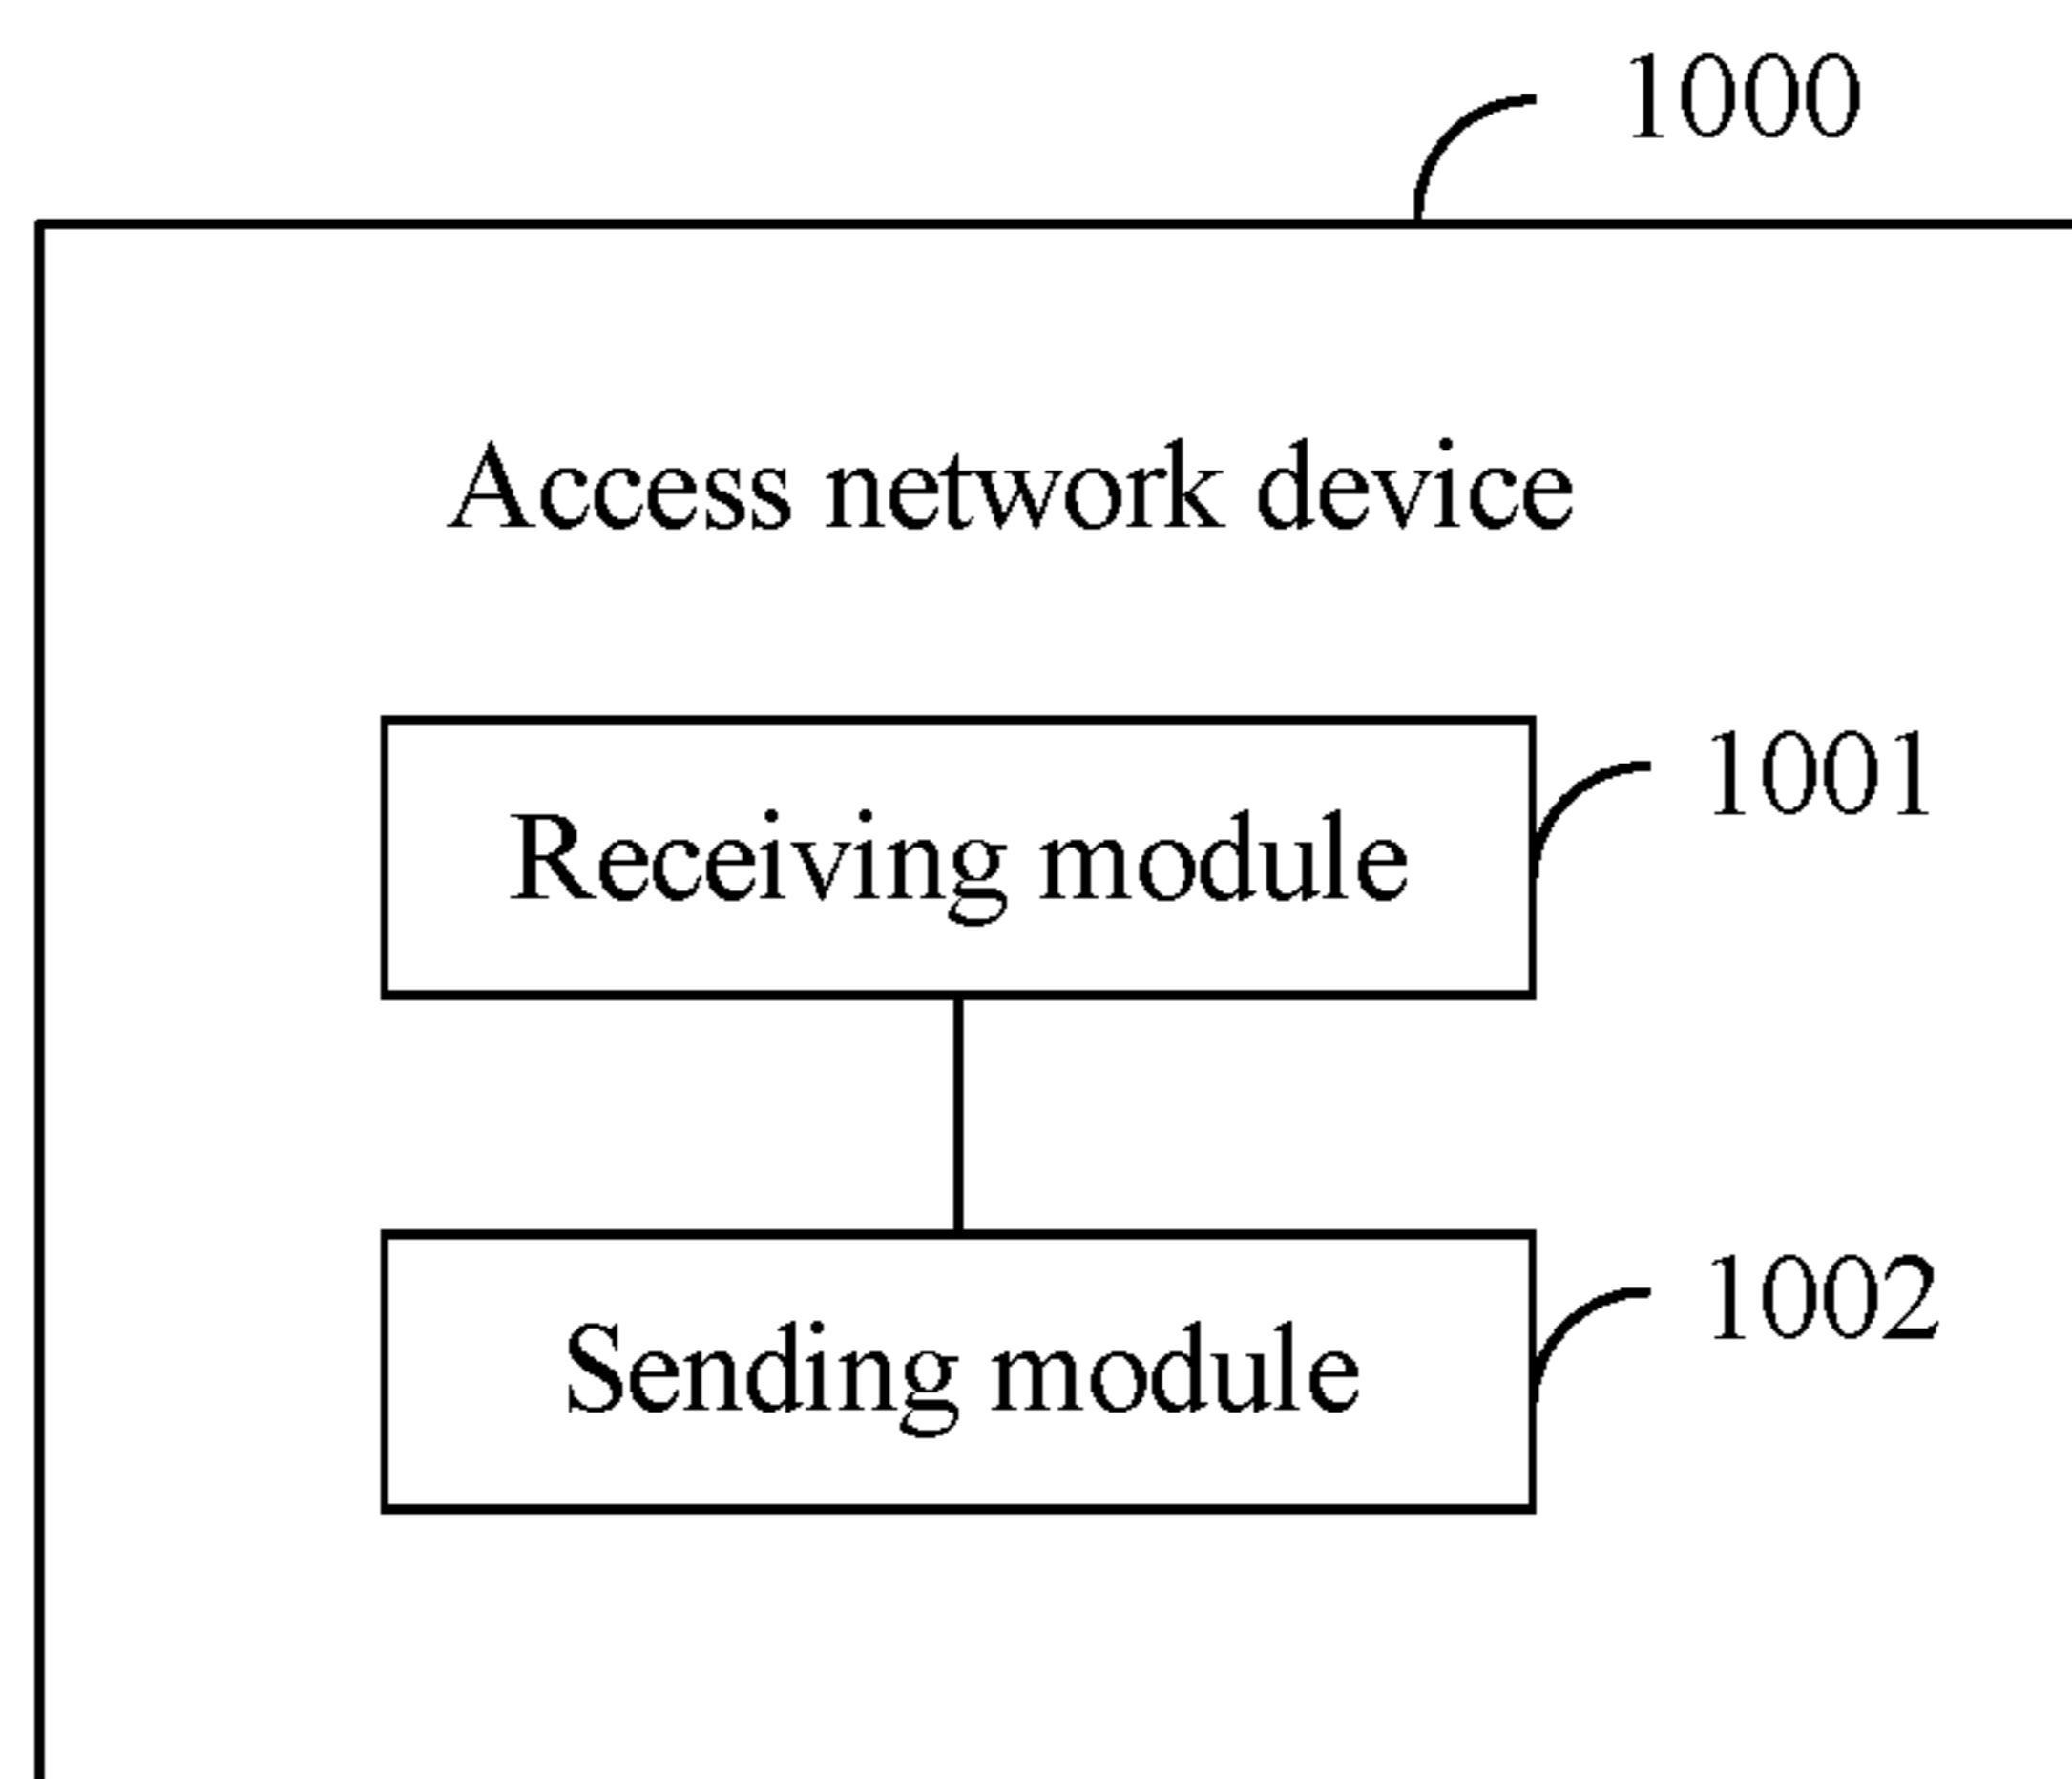 1000
Access network device
Receiving module
1001
Sending module
1002